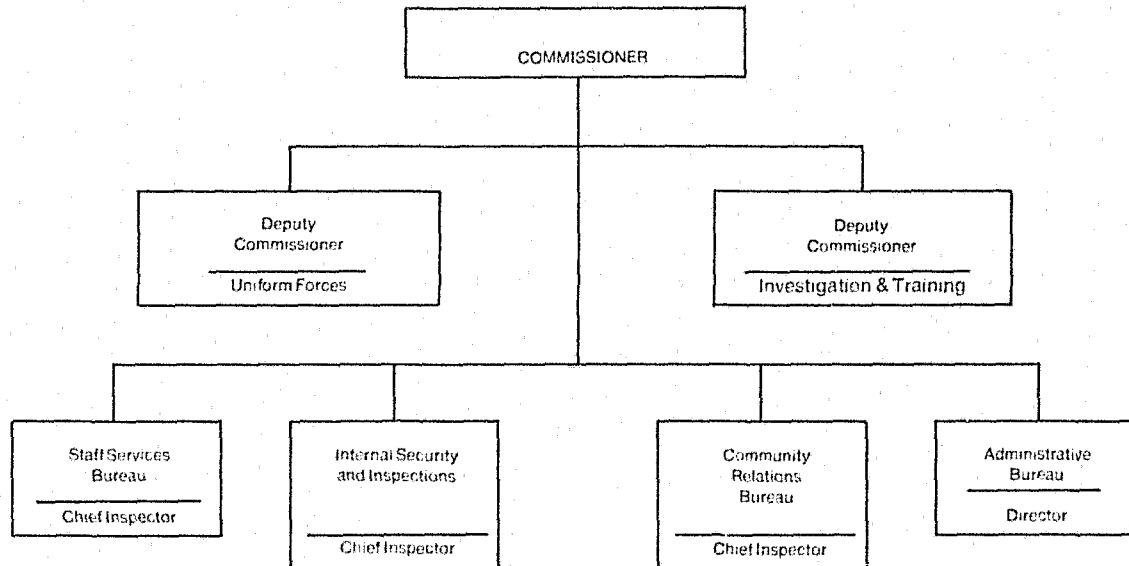 COMMISSIONER
Deputy
Commissioner
Uniform Forces
Deputy
Commissioner
Investigation & Training
Staff Services
Bureau
Chief Inspector
Internal Security
and Inspections
Chief Inspector
Community
Relations
Bureau
Chief Inspector
Administrative
Bureau
Director